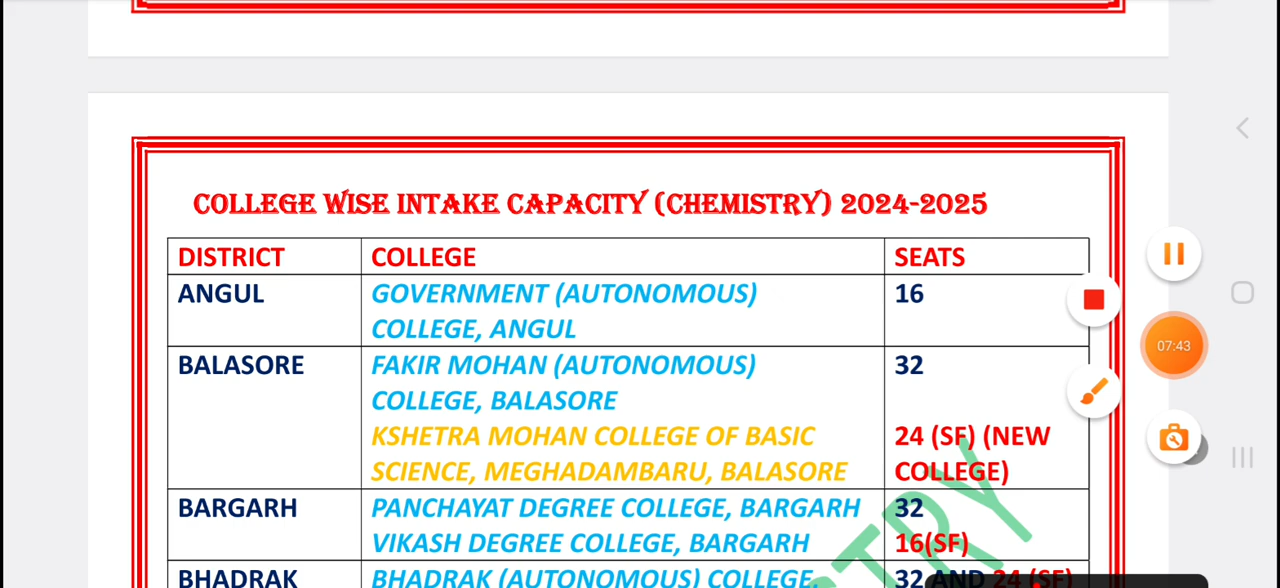 COLLEGE WISE INTAKE CAPACITY (CHEMISTRY) 2024-2025
DISTRICT COLLEGE SEATS
ANGUL GOVERNMENT (AUTONOMOUS) 16
COLLEGE, ANGUL
BALASORE FAKIR MOHAN (AUTONOMOUS) 32
COLLEGE, BALASORE
KSHETRA MOHAN COLLEGE OF BASIC 24 (SF) (NEW
SCIENCE, MEGHADAMBARU, BALASORE COLLEGE)
BARGARH PANCHAYAT DEGREE COLLEGE, BARGARH 32
VIKASH DEGREE COLLEGE, BARGARH 16(SF)
BHADRAK BHADRAK (AUTONOMOUS) COLLEGE, 32 AND 24 (SF)
07:43